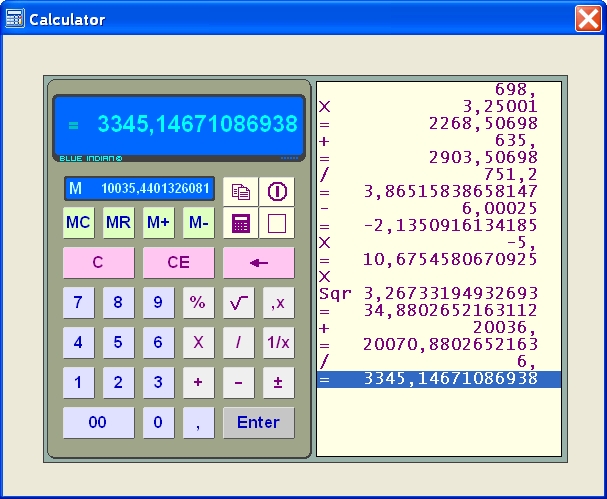 Calculator
= 3345,14671086938
BLUE INDIAN©
M 10035,4401326081
MC MR M+ M-
C CE ←
7 8 9 % √ ,x
4 5 6 X / 1/x
1 2 3 + - ±
00 0 , Enter
698,
X 3,25001
= 2268,50698
+ 635,
= 2903,50698
/ 751,2
= 3,86515838658147
- 6,00025
= -2,1350916134185
X -5,
= 10,6754580670925
X
Sqr 3,26733194932693
= 34,8802652163112
+ 20036,
= 20070,8802652163
/ 6,
= 3345,14671086938